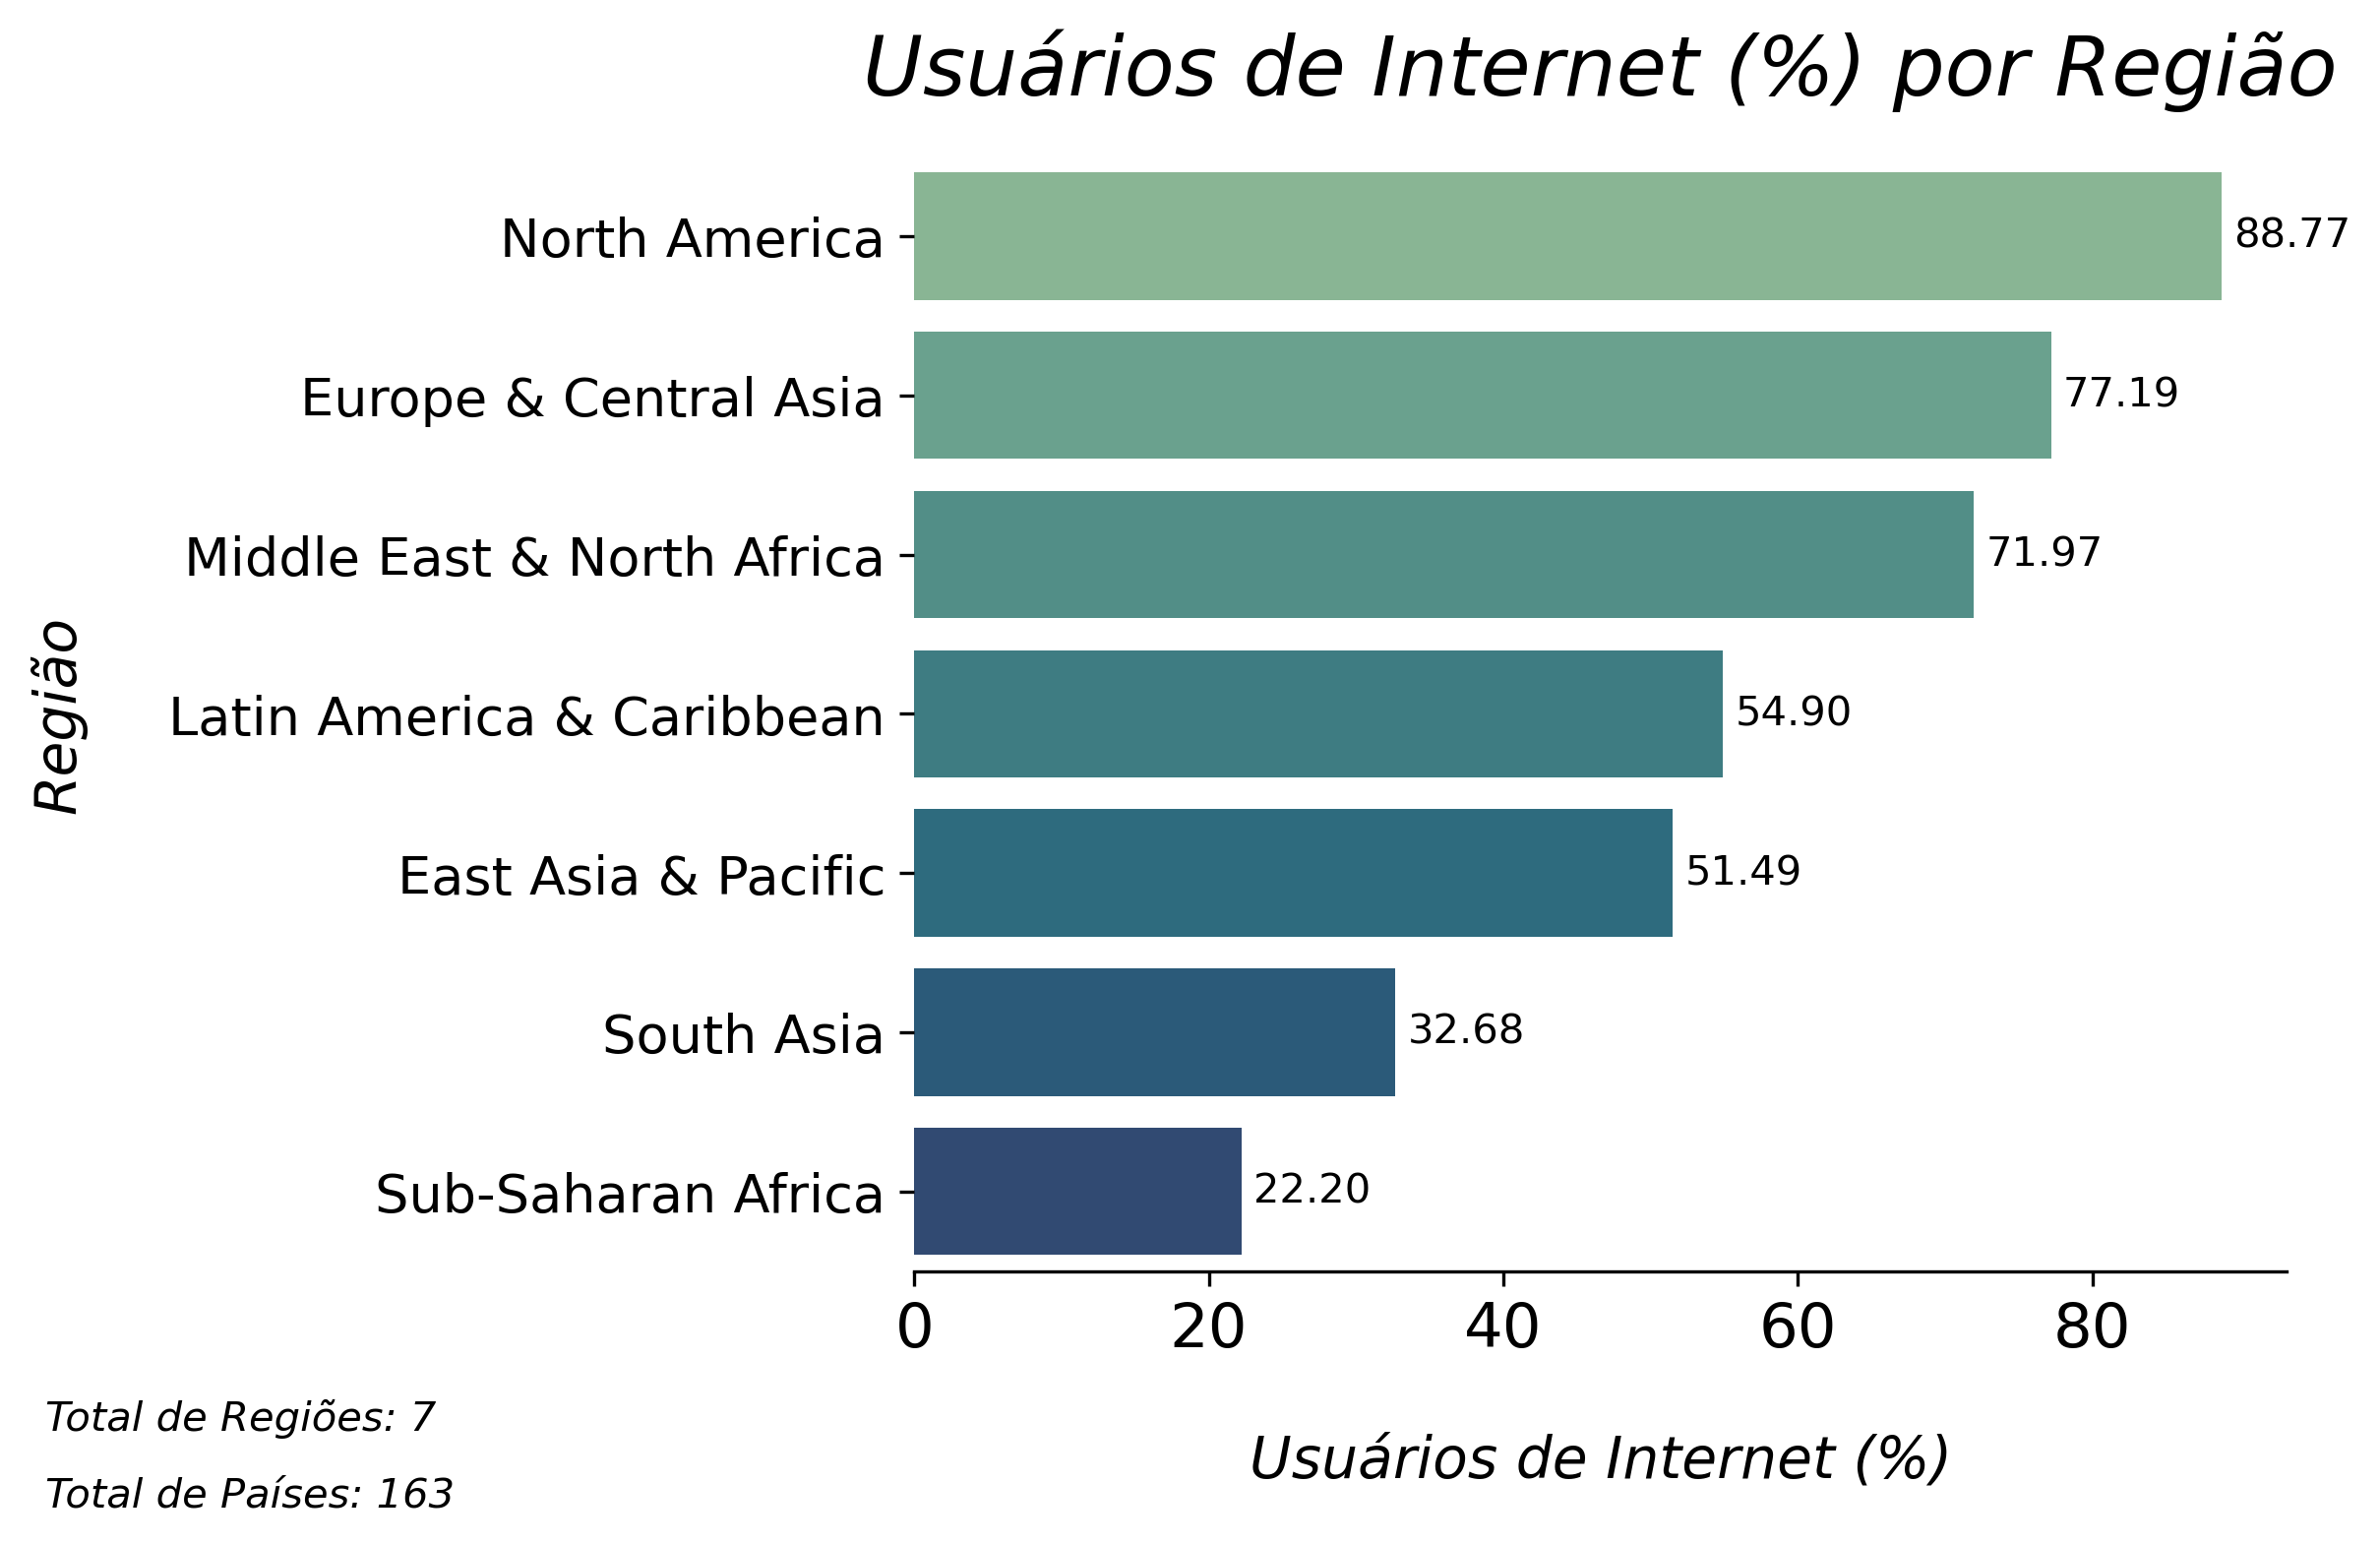 Usuários de Internet (%) por Região
North America
88.77
Europe & Central Asia
77.19
Middle East & North Africa
71.97
Latin America & Caribbean
54.90
East Asia & Pacific
51.49
South Asia
32.68
Sub-Saharan Africa
22.20
Região
0 20 40 60 80
Usuários de Internet (%)
Total de Regiões: 7
Total de Países: 163